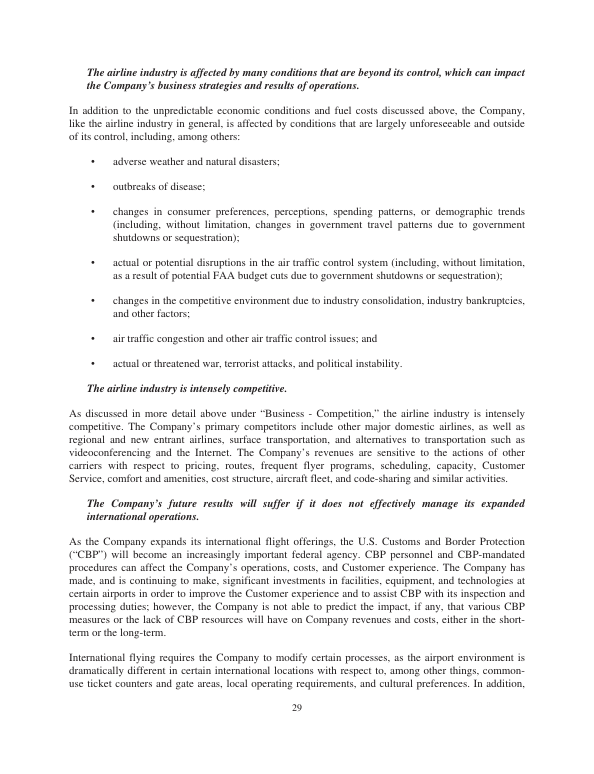 The airline industry is affected by many conditions that are beyond its control, which can impact
the Company's business strategies and results of operations.
In addition to the unpredictable economic conditions and fuel costs discussed above, the Company,
like the airline industry in general, is affected by conditions that are largely unforeseeable and outside
of its control, including, among others:
• adverse weather and natural disasters;
• outbreaks of disease;
• changes in consumer preferences, perceptions, spending patterns, or demographic trends
(including, without limitation, changes in government travel patterns due to government
shutdowns or sequestration);
• actual or potential disruptions in the air traffic control system (including, without limitation,
as a result of potential FAA budget cuts due to government shutdowns or sequestration);
• changes in the competitive environment due to industry consolidation, industry bankruptcies,
and other factors;
• air traffic congestion and other air traffic control issues; and
• actual or threatened war, terrorist attacks, and political instability.
The airline industry is intensely competitive.
As discussed in more detail above under “Business - Competition,” the airline industry is intensely
competitive. The Company's primary competitors include other major domestic airlines, as well as
regional and new entrant airlines, surface transportation, and alternatives to transportation such as
videoconferencing and the Internet. The Company's revenues are sensitive to the actions of other
carriers with respect to pricing, routes, frequent flyer programs, scheduling, capacity, Customer
Service, comfort and amenities, cost structure, aircraft fleet, and code-sharing and similar activities.
The Company's future results will suffer if it does not effectively manage its expanded
international operations.
As the Company expands its international flight offerings, the U.S. Customs and Border Protection
(“CBP”) will become an increasingly important federal agency. CBP personnel and CBP-mandated
procedures can affect the Company's operations, costs, and Customer experience. The Company has
made, and is continuing to make, significant investments in facilities, equipment, and technologies at
certain airports in order to improve the Customer experience and to assist CBP with its inspection and
processing duties; however, the Company is not able to predict the impact, if any, that various CBP
measures or the lack of CBP resources will have on Company revenues and costs, either in the short-
term or the long-term.
International flying requires the Company to modify certain processes, as the airport environment is
dramatically different in certain international locations with respect to, among other things, common-
use ticket counters and gate areas, local operating requirements, and cultural preferences. In addition,
29